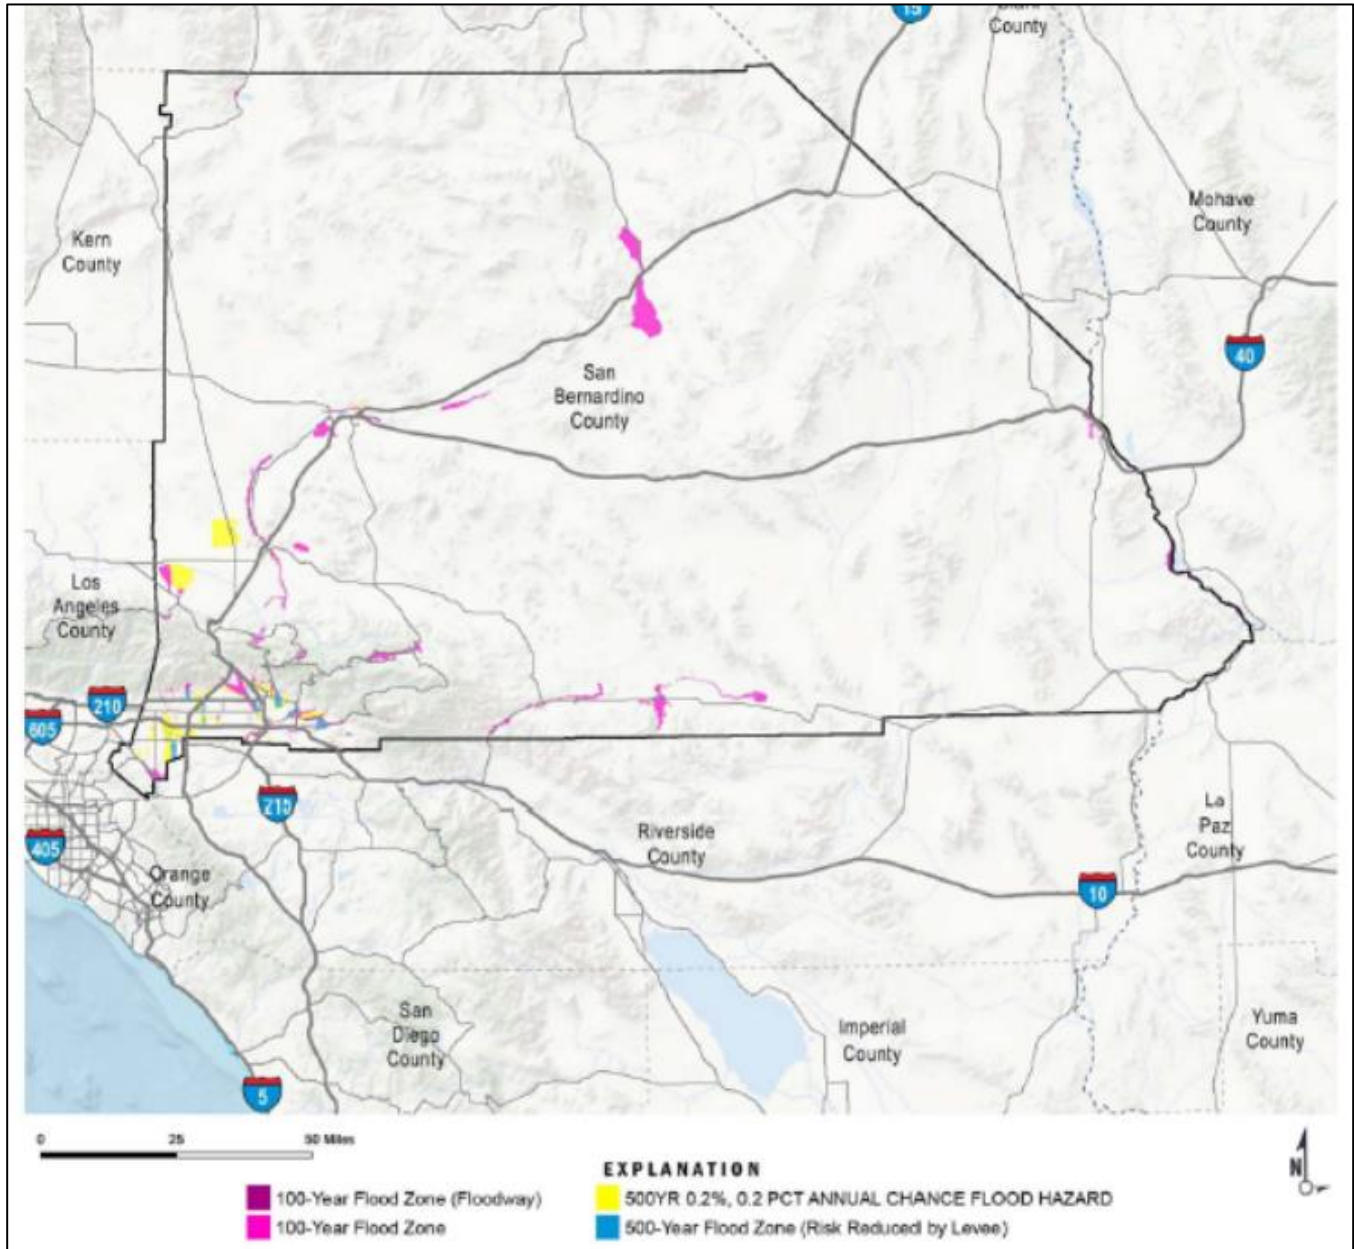 15
County
Mohave
County
Kern
County
40
San
Bernardino
County
Los
Angeles
County
210
605
215
La
Paz
County
Riverside
County
405
Orange
County
10
San
Diego
County
Imperial
County
Yuma
County
5
0 25 50 Miles
EXPLANATION
N
100-Year Flood Zone (Floodway)
500YR 0.2%, 0.2 PCT ANNUAL CHANCE FLOOD HAZARD
100-Year Flood Zone
500-Year Flood Zone (Risk Reduced by Levee)